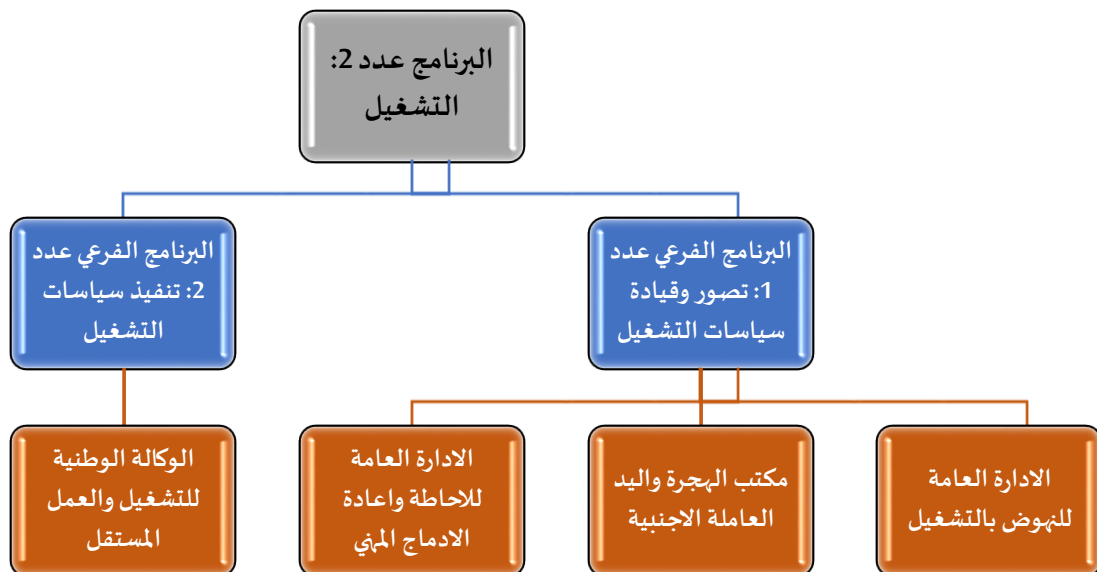 البرنامج عدد 2:
التشغيل
البرنامج الفرعي عدد
1: تصور وقيادة
سياسات التشغيل
البرنامج الفرعي عدد
2: تنفيذ سياسات
التشغيل
الادارة العامة
للنهوض بالتشغيل
مكتب الهجرة واليد
العاملة الاجنبية
الادارة العامة
للاحاطة واعادة
الادماج المهني
الوكالة الوطنية
للتشغيل والعمل
المستقل